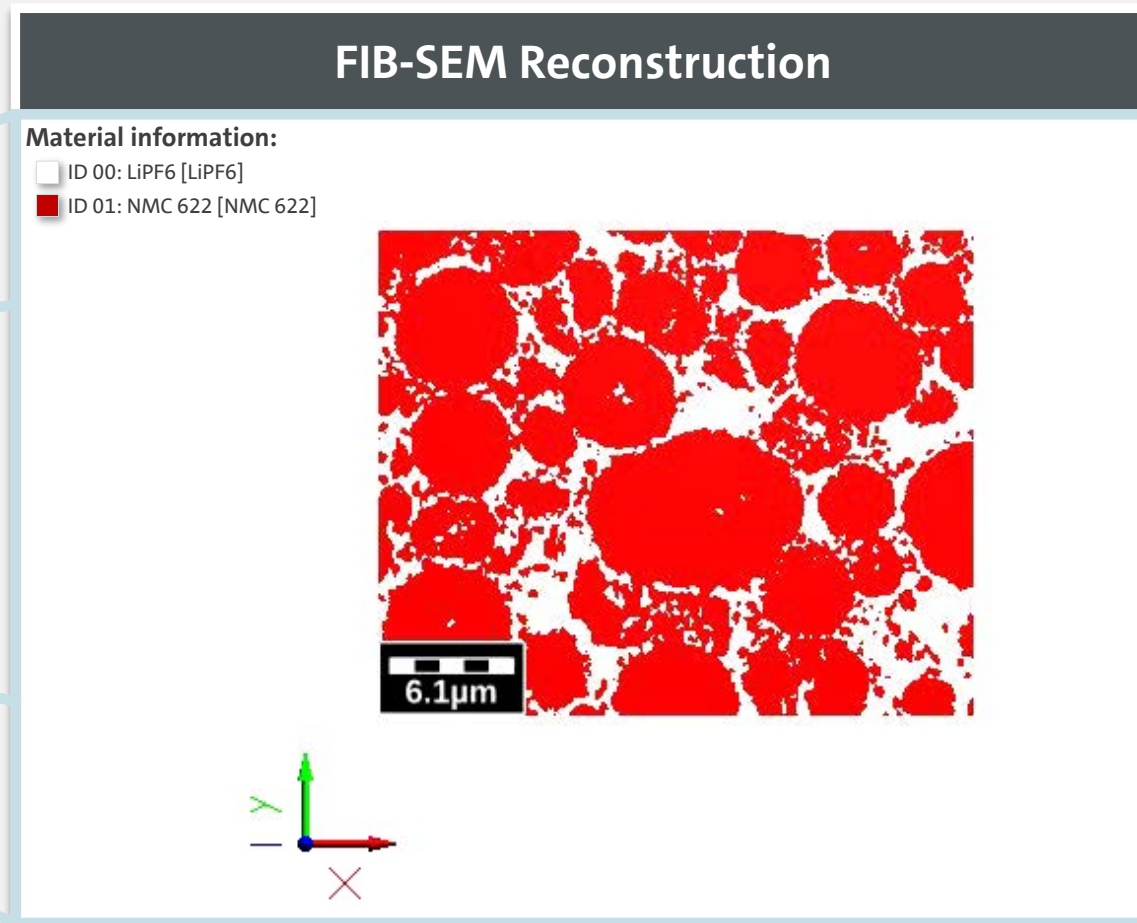 FIB-SEM Reconstruction
Material information:
ID 00: LiPF6 [LiPF6]
ID 01: NMC 622 [NMC 622]
6.1µm
y
X